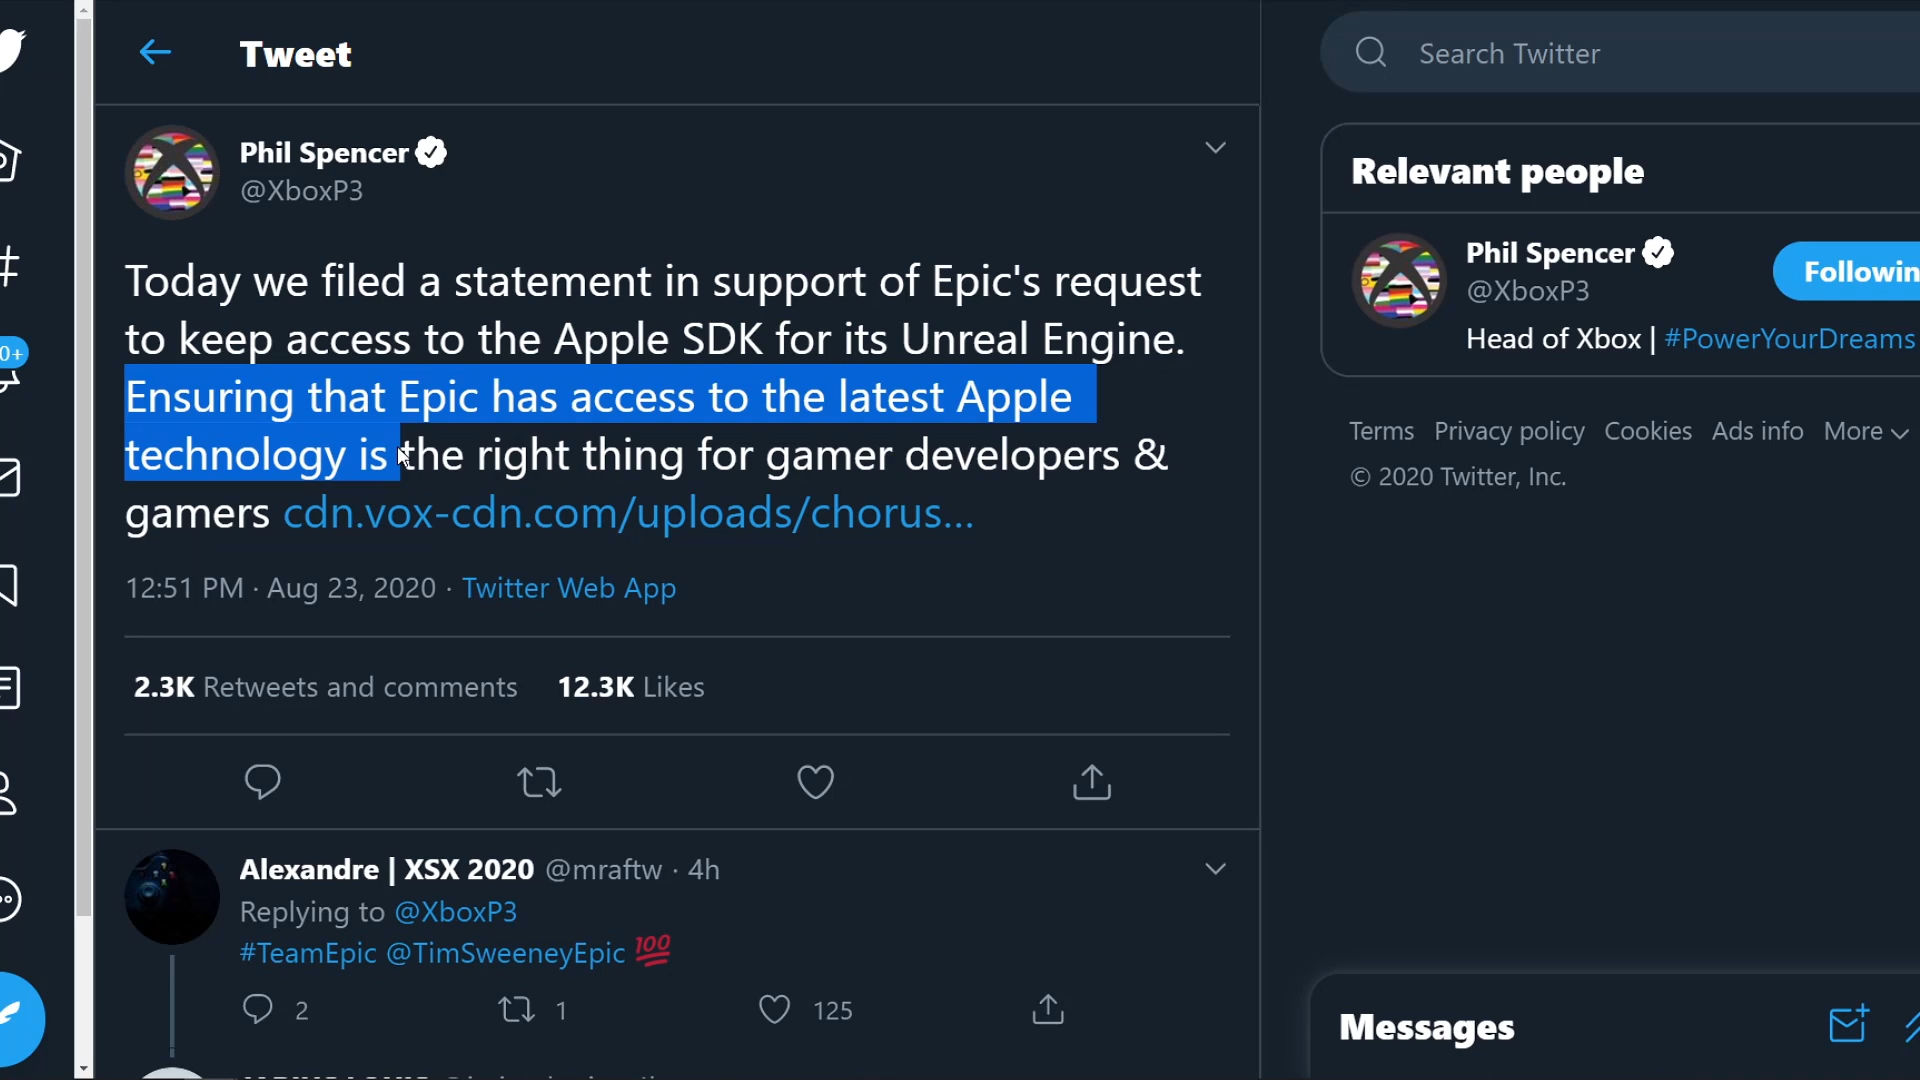 Tweet
Search Twitter
Phil Spencer
@XboxP3
Today we filed a statement in support of Epic's request
to keep access to the Apple SDK for its Unreal Engine.
Ensuring that Epic has access to the latest Apple
technology is the right thing for gamer developers &
gamers cdn.vox-cdn.com/uploads/chorus...
12:51 PM · Aug 23, 2020 · Twitter Web App
2.3K Retweets and comments 12.3K Likes
Alexandre | XSX 2020 @mraftw · 4h
Replying to @XboxP3
#TeamEpic @TimSweeneyEpic 💯
2 1 125
Relevant people
Phil Spencer
@XboxP3
Followin
Head of Xbox | #PowerYourDreams
Terms Privacy policy Cookies Ads info More
© 2020 Twitter, Inc.
Messages